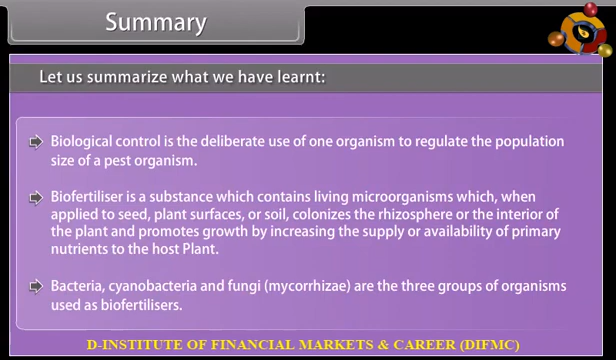 Summary
Let us summarize what we have learnt:
Biological control is the deliberate use of one organism to regulate the population
size of a pest organism.
Biofertiliser is a substance which contains living microorganisms which, when
applied to seed, plant surfaces, or soil, colonizes the rhizosphere or the interior of
the plant and promotes growth by increasing the supply or availability of primary
nutrients to the host Plant.
Bacteria, cyanobacteria and fungi (mycorrhizae) are the three groups of organisms
used as biofertilisers.
D-INSTITUTE OF FINANCIAL MARKETS & CAREER (DIFMC)